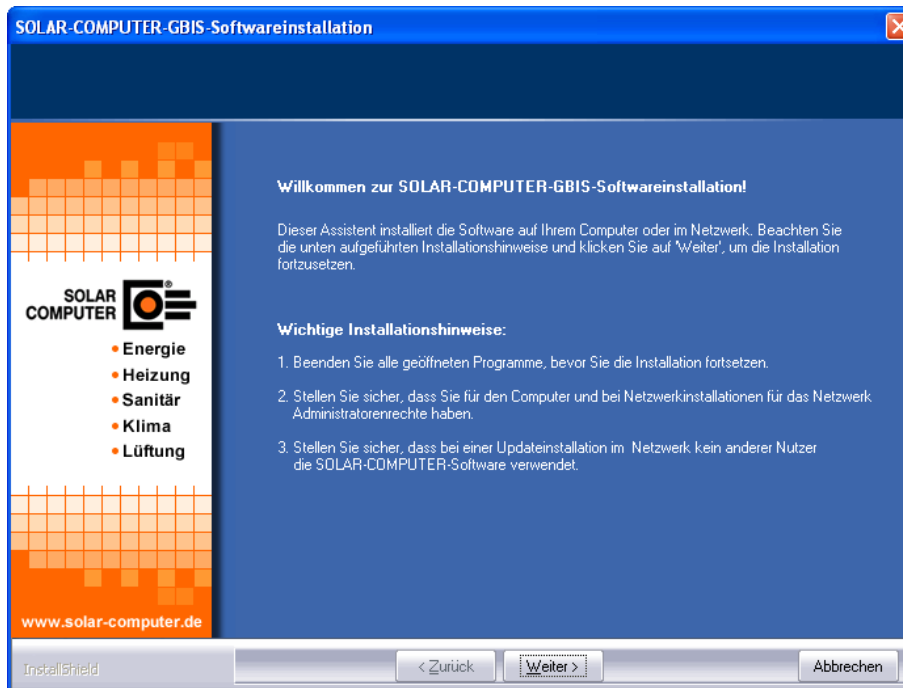 SOLAR-COMPUTER-GBIS-Softwareinstallation
Willkommen zur SOLAR-COMPUTER-GBIS-Softwareinstallation!
Dieser Assistent installiert die Software auf Ihrem Computer oder im Netzwerk. Beachten Sie
die unten aufgeführten Installationshinweise und klicken Sie auf 'Weiter', um die Installation
fortzusetzen.
SOLAR
COMPUTER
®
• Energie
• Heizung
• Sanitär
• Klima
• Lüftung
Wichtige Installationshinweise:
1. Beenden Sie alle geöffneten Programme, bevor Sie die Installation fortsetzen.
2. Stellen Sie sicher, dass Sie für den Computer und bei Netzwerkinstallationen für das Netzwerk
Administratorenrechte haben.
3. Stellen Sie sicher, dass bei einer Updateinstallation im Netzwerk kein anderer Nutzer
die SOLAR-COMPUTER-Software verwendet.
www.solar-computer.de
InstallShield
< Zurück
Weiter >
Abbrechen